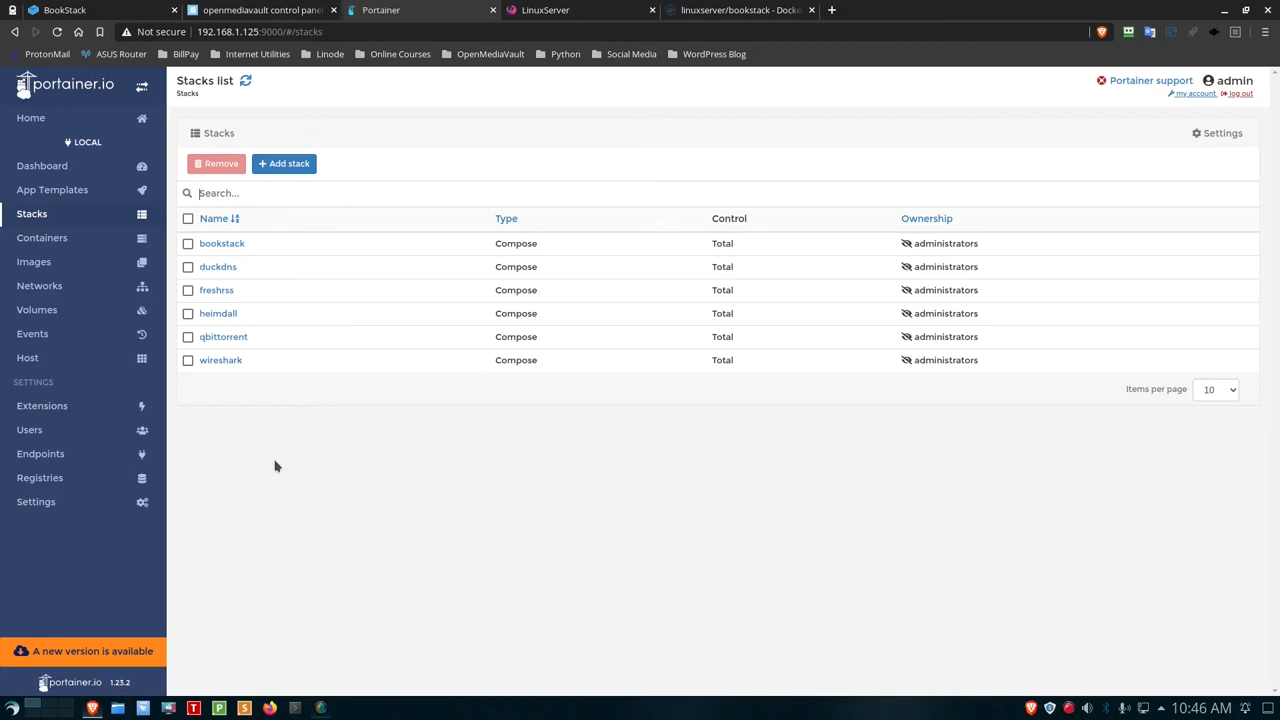 BookStack
openmediavault control panel
Portainer
LinuxServer
linuxserver/bookstack - Docke
Not secure 192.168.1.125:9000/#/stacks
ProtonMail ASUS Router BillPay Internet Utilities Linode Online Courses OpenMediaVault Python Social Media WordPress Blog
portainer.io
Home
LOCAL
Dashboard
App Templates
Stacks
Containers
Images
Networks
Volumes
Events
Host
SETTINGS
Extensions
Users
Endpoints
Registries
Settings
A new version is available
portainer.io 1.23.2
Stacks list
Stacks
Portainer support admin
my account log out
Stacks Settings
Remove + Add stack
Search...
Name Type Control Ownership
bookstack Compose Total administrators
duckdns Compose Total administrators
freshrss Compose Total administrators
heimdall Compose Total administrators
qbittorrent Compose Total administrators
wireshark Compose Total administrators
Items per page 10
T P S 10:46 AM